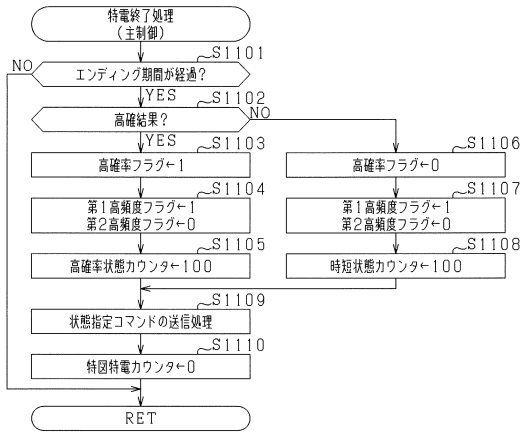 特電終了処理
(主制御)
S1101
エンディング期間が経過?
NO
YES
S1102
高確結果?
NO
YES
S1103
高確率フラグ←1
S1106
高確率フラグ←0
S1104
第1高頻度フラグ←1
第2高頻度フラグ←0
S1107
第1高頻度フラグ←1
第2高頻度フラグ←0
S1105
高確率状態カウンタ←100
S1108
時短状態カウンタ←100
S1109
状態指定コマンドの送信処理
S1110
特図特電カウンタ←0
RET